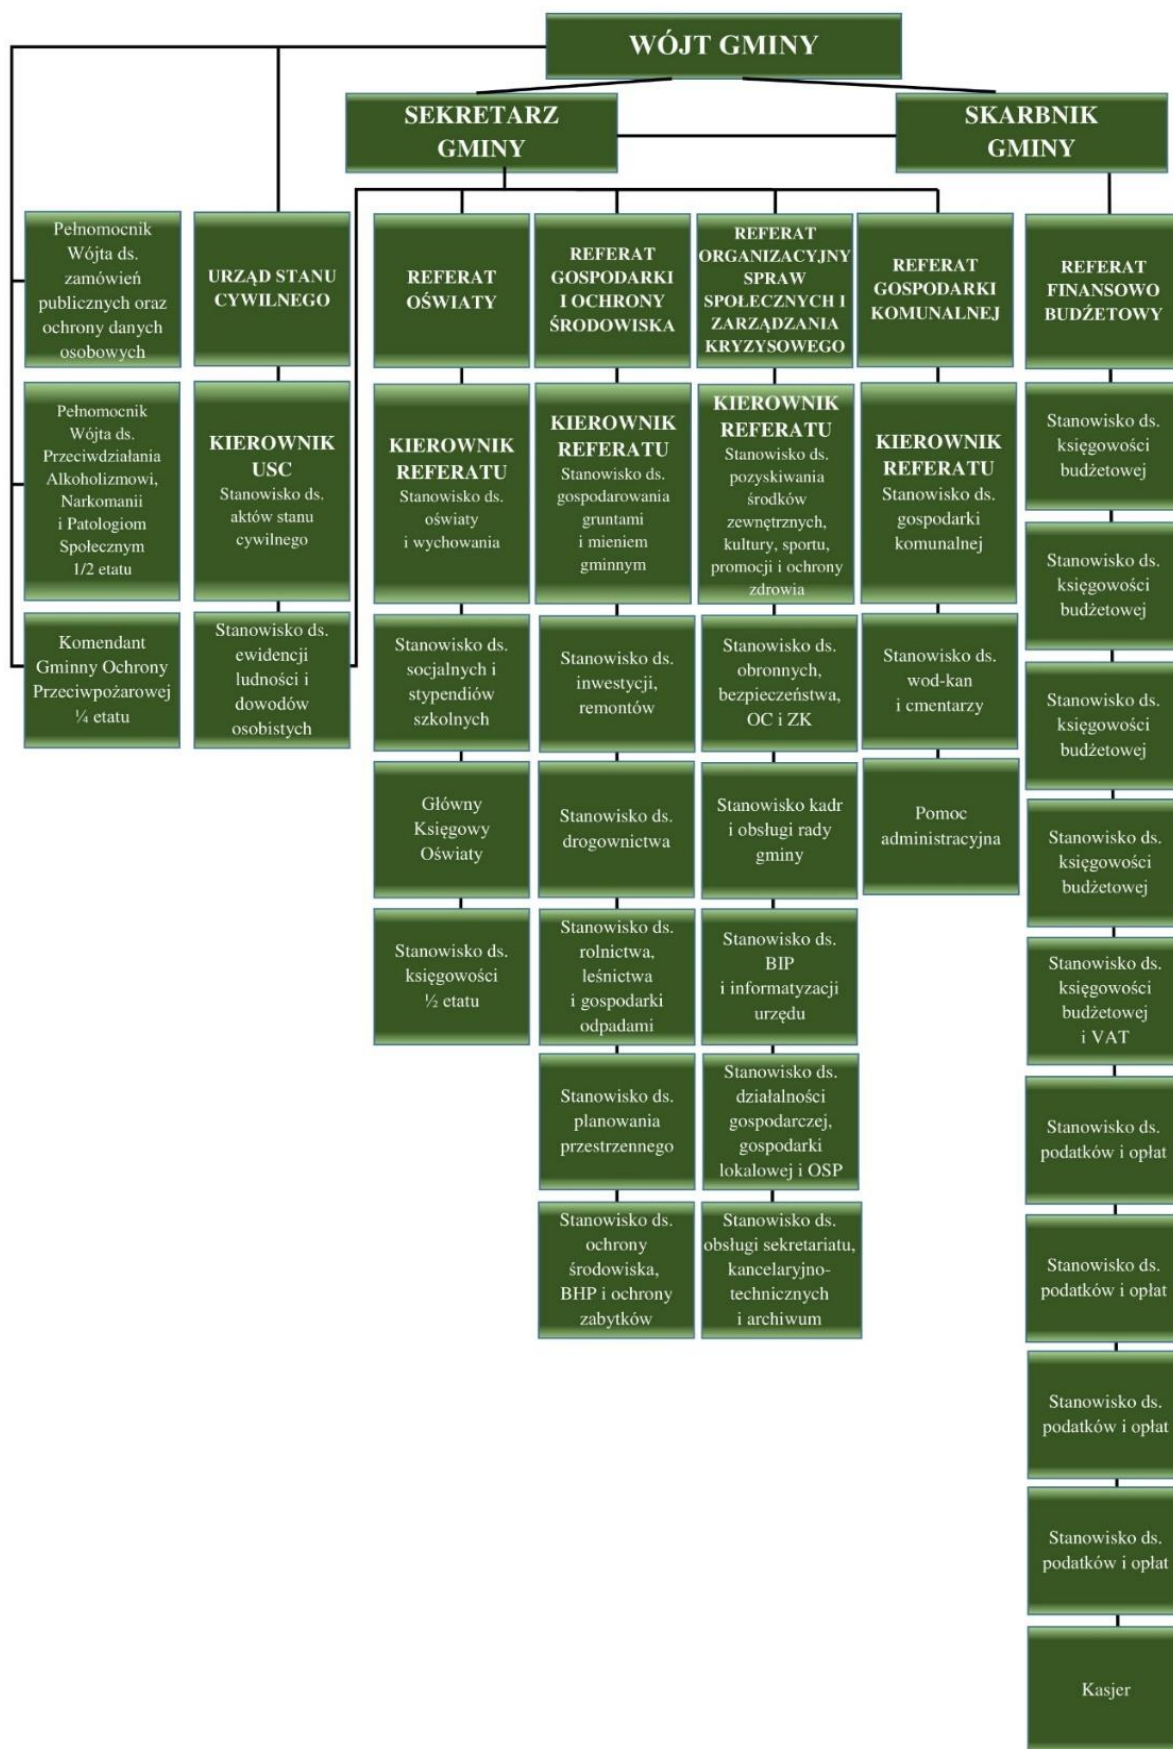 WÓJT GMINY
SEKRETARZ
GMINY
SKARBNIK
GMINY
Pełnomocnik
Wójta ds.
zamówień
publicznych oraz
ochrony danych
osobowych
Pełnomocnik
Wójta ds.
Przeciwdziałania
Alkoholizmowi,
Narkomanii
i Patologiom
Społecznym
1/2 etatu
Komendant
Gminny Ochrony
Przeciwpożarowej
¼ etatu
URZĄD STANU
CYWILNEGO
KIEROWNIK
USC
Stanowisko ds.
aktów stanu
cywilnego
Stanowisko ds.
ewidencji
ludności i
dowodów
osobistych
REFERAT
OŚWIATY
KIEROWNIK
REFERATU
Stanowisko ds.
oświaty
i wychowania
Stanowisko ds.
socjalnych i
stypendiów
szkolnych
Główny
Księgowy
Oświaty
Stanowisko ds.
księgowości
½ etatu
REFERAT
GOSPODARKI
I OCHRONY
ŚRODOWISKA
KIEROWNIK
REFERATU
Stanowisko ds.
gospodarowania
gruntami
i mieniem
gminnym
Stanowisko ds.
inwestycji,
remontów
Stanowisko ds.
drogownictwa
Stanowisko ds.
rolnictwa,
leśnictwa
i gospodarki
odpadami
Stanowisko ds.
planowania
przestrzennego
Stanowisko ds.
ochrony
środowiska,
BHP i ochrony
zabytków
REFERAT
ORGANIZACYJNY
SPRAW
SPOŁECZNYCH I
ZARZĄDZANIA
KRYZYSOWEGO
KIEROWNIK
REFERATU
Stanowisko ds.
pozyskiwania
środków
zewnętrznych,
kultury, sportu,
promocji i ochrony
zdrowia
Stanowisko ds.
obronnych,
bezpieczeństwa,
OC i ZK
Stanowisko kadr
i obsługi rady
gminy
Stanowisko ds.
BIP
i informatyzacji
urzędu
Stanowisko ds.
działalności
gospodarczej,
gospodarki
lokalowej i OSP
Stanowisko ds.
obsługi sekretariatu,
kancelaryjno-
technicznych
i archiwum
REFERAT
GOSPODARKI
KOMUNALNEJ
KIEROWNIK
REFERATU
Stanowisko ds.
gospodarki
komunalnej
Stanowisko ds.
wod-kan
i cmentarzy
Pomoc
administracyjna
REFERAT
FINANSOWO
BUDŻETOWY
Stanowisko ds.
księgowości
budżetowej
Stanowisko ds.
księgowości
budżetowej
Stanowisko ds.
księgowości
budżetowej
Stanowisko ds.
księgowości
budżetowej
Stanowisko ds.
księgowości
budżetowej
i VAT
Stanowisko ds.
podatków i opłat
Stanowisko ds.
podatków i opłat
Stanowisko ds.
podatków i opłat
Stanowisko ds.
podatków i opłat
Kasjer